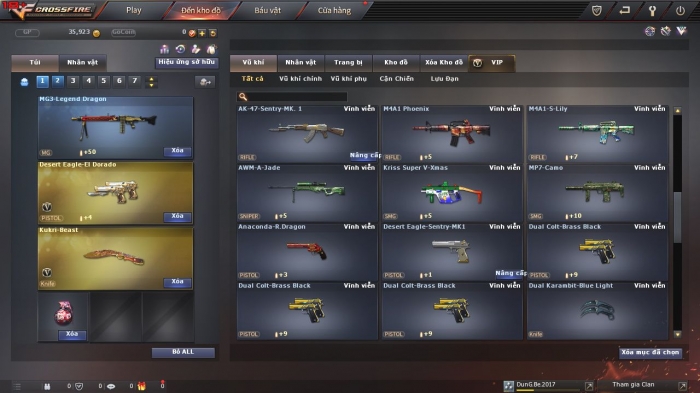 CROSSFIRE
Play
Đến kho đồ
Báu vật
Cửa hàng
GP 35,923 GoCoin 0
Túi
Nhân vật
Hiệu ứng sở hữu
1 2 3 4 5 6 7
MG3-Legend Dragon
MG +50 Xóa
Desert Eagle-El Dorado
PISTOL +4 Xóa
Kukri-Beast
Knife Xóa
Xóa
Bỏ ALL
Vũ khí
Nhân vật
Trang bị
Kho đồ
Xóa Kho đồ
VIP
Tất cả
Vũ khí chính
Vũ khí phụ
Cận Chiến
Lựu Đạn
AK-47-Sentry-MK. 1 Vĩnh viễn
RIFLE Nâng cấp
M4A1 Phoenix Vĩnh viễn
RIFLE +5
M4A1-S-Lily Vĩnh viễn
RIFLE +7
AWM-A-Jade Vĩnh viễn
SNIPER +5
Kriss Super V-Xmas Vĩnh viễn
SMG +5
MP7-Camo Vĩnh viễn
SMG +10
Anaconda-R.Dragon Vĩnh viễn
PISTOL +3
Desert Eagle-Sentry-MK1 Vĩnh viễn
PISTOL +1 Nâng cấp
Dual Colt-Brass Black Vĩnh viễn
PISTOL +9
Dual Colt-Brass Black Vĩnh viễn
PISTOL +9
Dual Colt-Brass Black Vĩnh viễn
PISTOL +9
Dual Karambit-Blue Light Vĩnh viễn
Knife
Xóa mục đã chọn
0 0 0 0
DunG.Be.2017
Tham gia Clan